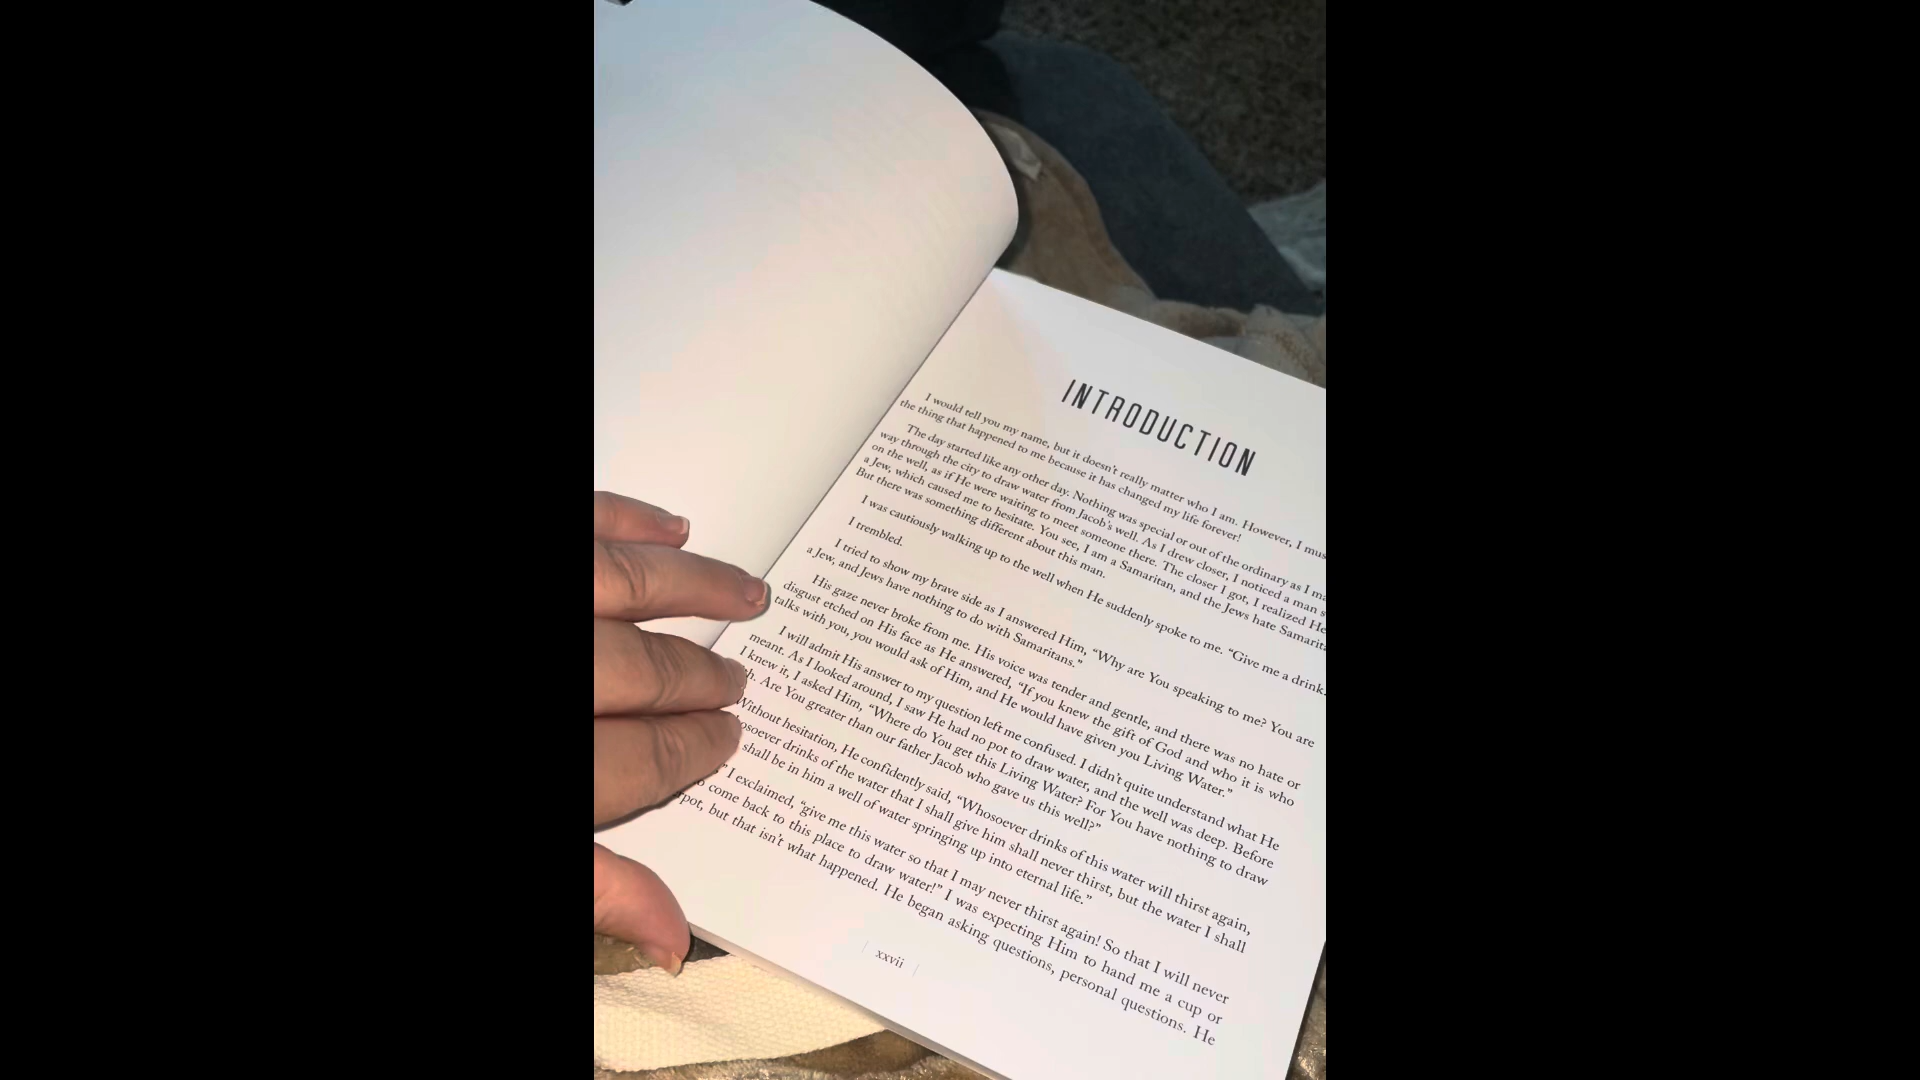 INTRODUCTION
I would tell you my name, but it doesn't really matter who I am. However, I
the thing that happened to me because it has changed my life forever!
The day started like any other day. Nothing was special or out of the ordinary as I
way through the city to draw water from Jacob's well. As I drew closer, I noticed a man
on the well, as if He were waiting to meet someone there. The closer I got, I realized He
a Jew, which caused me to hesitate. You see, I am a Samaritan, and the Jews hate
But there was something different about this man.
I was cautiously walking up to the well when He suddenly spoke to me. "Give me a drink.
I trembled.
I tried to show my brave side as I answered Him, "Why are You speaking to me? You are
a Jew, and Jews have nothing to do with Samaritans."
His gaze never broke from me. His voice was tender and gentle, and there was no hate or
disgust etched on His face as He answered, "If you knew the gift of God and who it is who
talks with you, you would ask of Him, and He would have given you Living Water."
I will admit His answer to my question left me confused. I didn't quite understand what He
meant. As I looked around, I saw He had no pot to draw water, and the well was deep. Before
I knew it, I asked Him, "Where do You get this Living Water? For You have nothing to draw
Are You greater than our father Jacob who gave us this well?"
Without hesitation, He confidently said, "Whosoever drinks of this water will thirst again,
drinks of the water that I shall give him shall never thirst, but the water I shall
shall be in him a well of water springing up into eternal life."
I exclaimed, "give me this water so that I may never thirst again! So that I will never
come back to this place to draw water!" I was expecting Him to hand me a cup or
pot, but that isn't what happened. He began asking questions, personal questions. He
xxvii